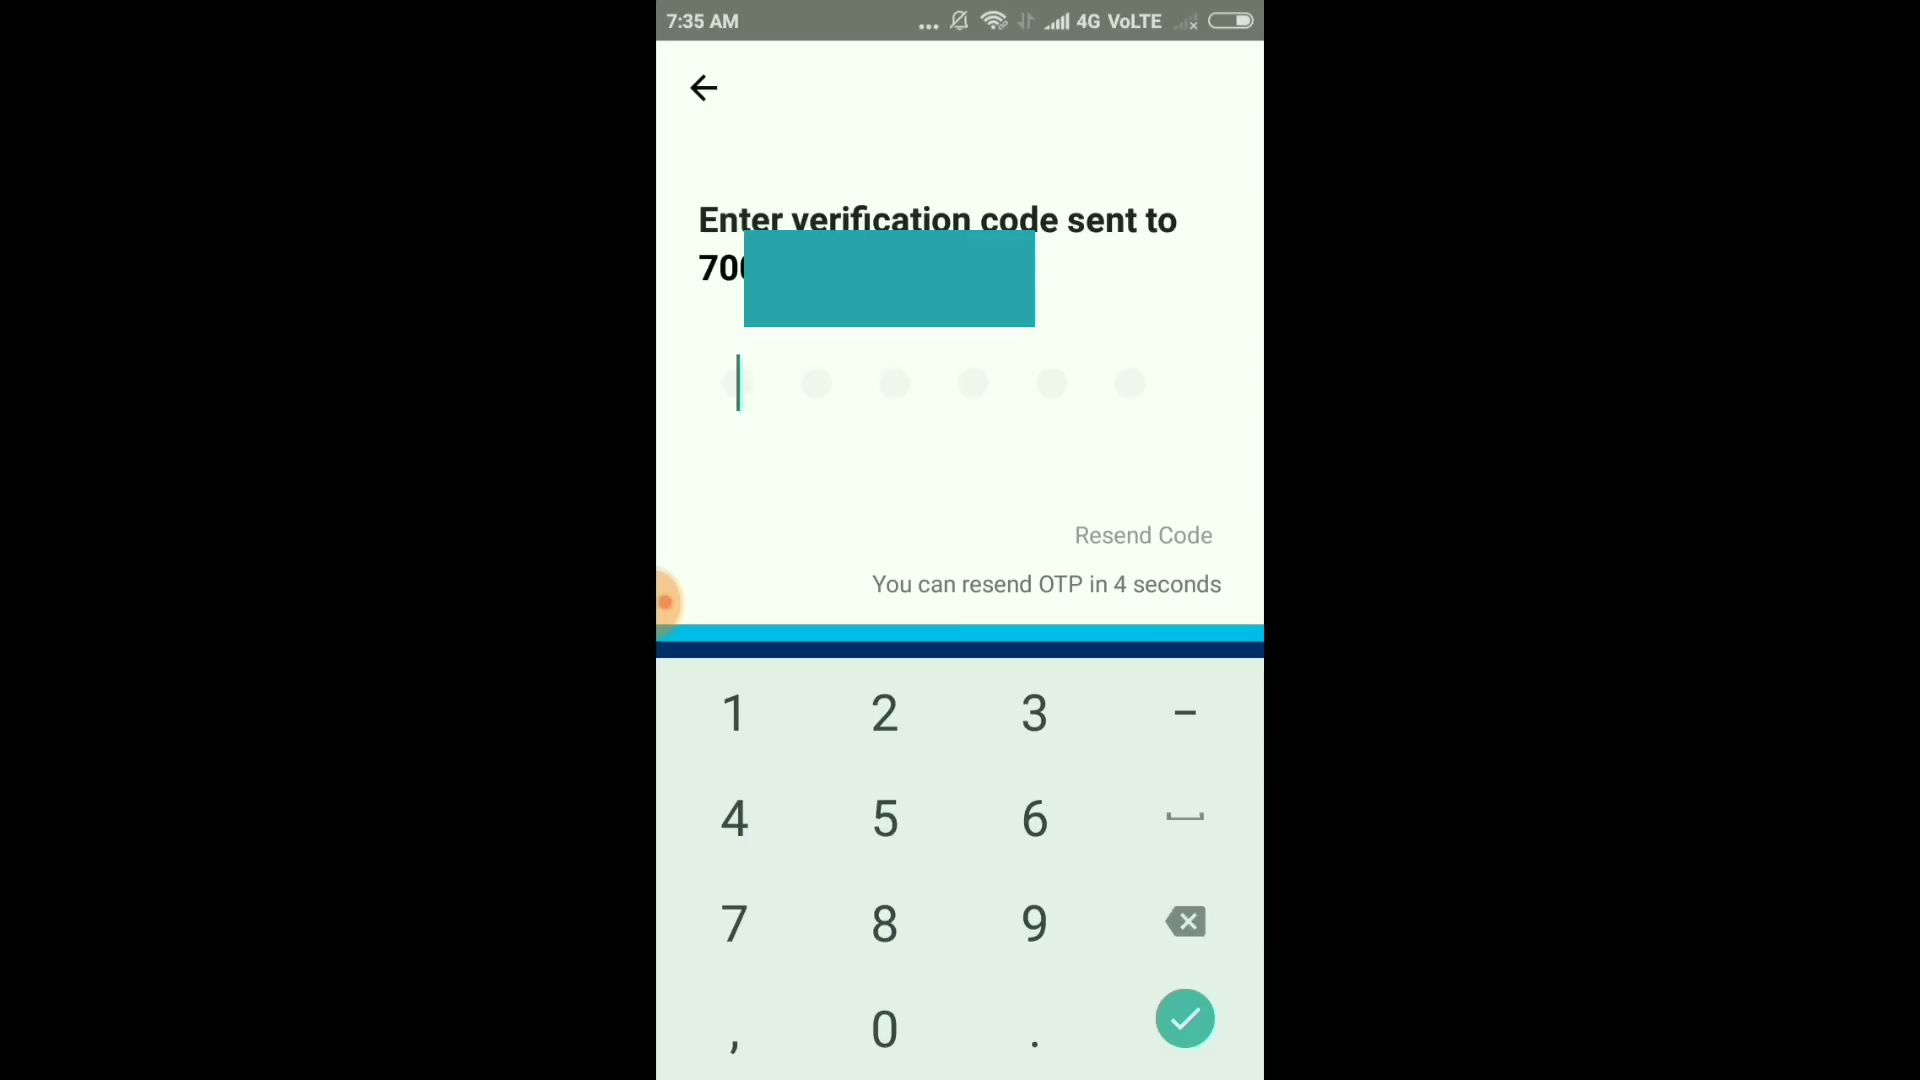 7:35 AM
... 4G VoLTE
Enter verification code sent to
700
Resend Code
You can resend OTP in 4 seconds
1 2 3 -
4 5 6
7 8 9
, 0 .